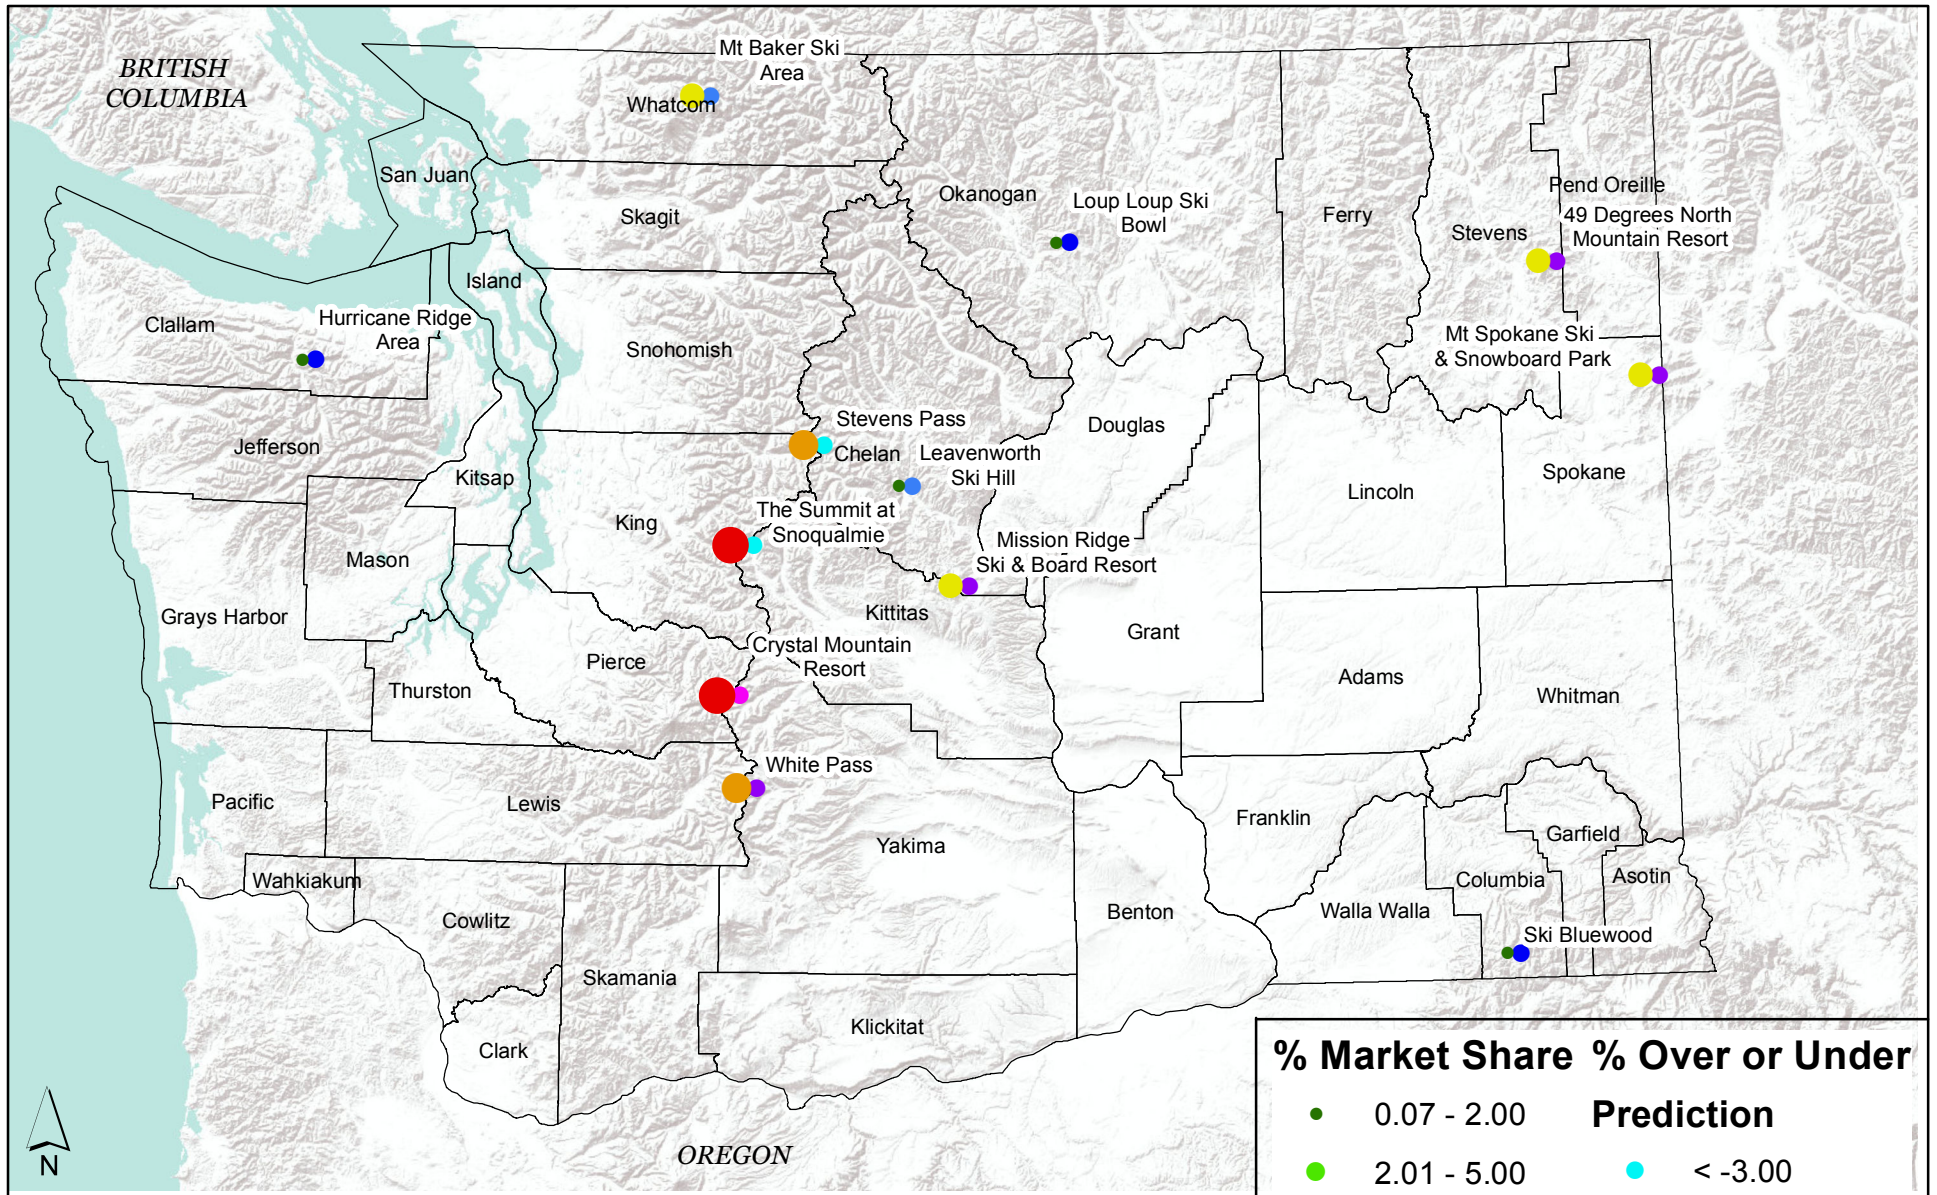 BRITISH
COLUMBIA
Mt Baker Ski
Area
Whatcom
San Juan
Skagit
Okanogan
Loup Loup Ski
Bowl
Ferry
Pend Oreille
49 Degrees North
Mountain Resort
Stevens
Island
Clallam
Hurricane Ridge
Area
Snohomish
Mt Spokane Ski
& Snowboard Park
Jefferson
Stevens Pass
Chelan
Leavenworth
Ski Hill
Douglas
Kitsap
Spokane
Lincoln
King
The Summit at
Snoqualmie
Mission Ridge
Ski & Board Resort
Mason
Grays Harbor
Kittitas
Grant
Pierce
Crystal Mountain
Resort
Thurston
Adams
Whitman
White Pass
Pacific
Lewis
Franklin
Yakima
Garfield
Wahkiakum
Columbia
Asotin
Cowlitz
Benton
Walla Walla
Ski Bluewood
Skamania
Klickitat
Clark
OREGON
N
% Market Share
0.07 - 2.00
2.01 - 5.00
% Over or Under
Prediction
< -3.00